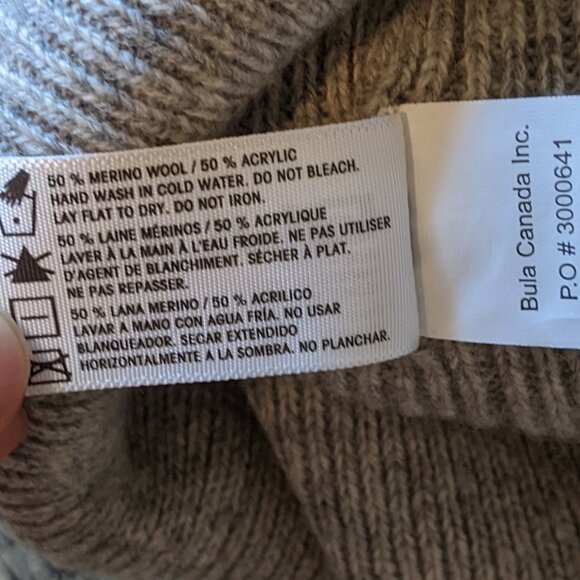 50 % MERINO WOOL / 50 % ACRYLIC
HAND WASH IN COLD WATER. DO NOT BLEACH.
LAY FLAT TO DRY. DO NOT IRON.
50 % LAINE MÉRINOS / 50 % ACRYLIQUE
LAVER À LA MAIN À L'EAU FROIDE. NE PAS UTILISER
D'AGENT DE BLANCHIMENT. SÉCHER À PLAT.
NE PAS REPASSER.
50 % LANA MERINO / 50 % ACRILICO
LAVAR A MANO CON AGUA FRÍA. NO USAR
BLANQUEADOR. SECAR EXTENDIDO
HORIZONTALMENTE A LA SOMBRA. NO PLANCHAR.
Bula Canada Inc.
P.O # 3000641